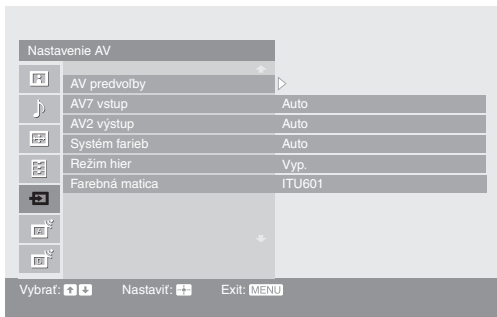 Nastavenie AV
AV predvoľby
AV7 vstup Auto
AV2 výstup Auto
Systém farieb Auto
Režim hier Vyp.
Farebná matica ITU601
Vybrať: Nastaviť: Exit: MENU